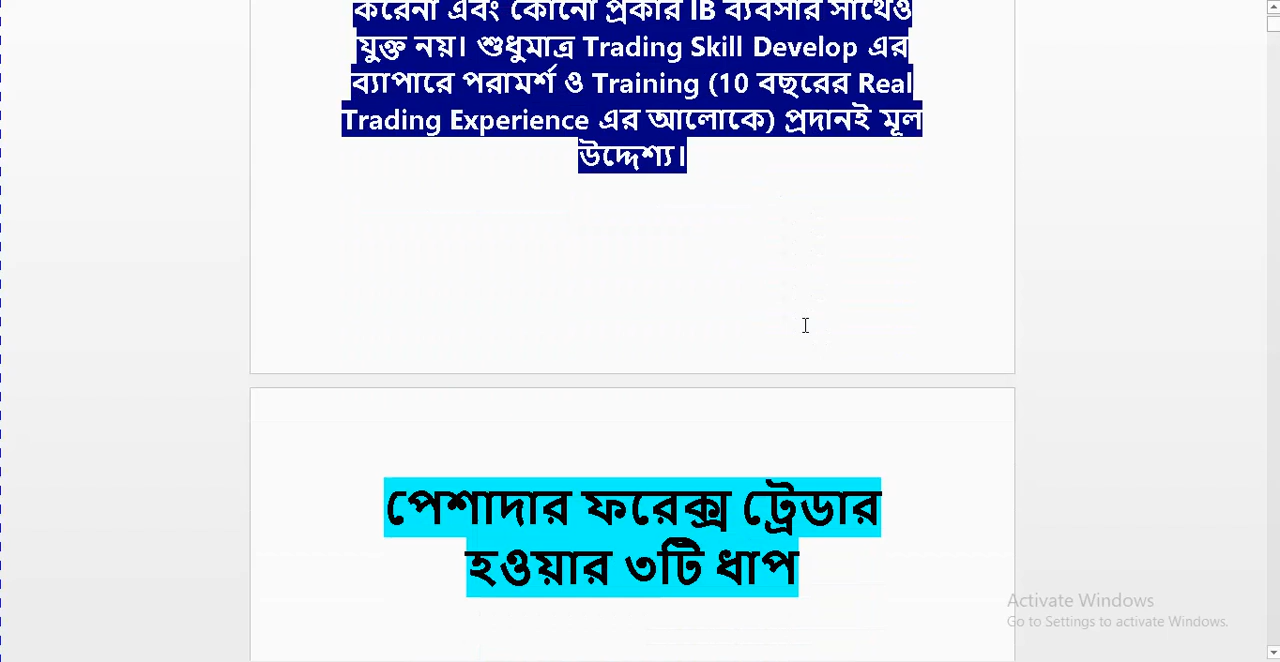 করেনা এবং কোনো প্রকার IB ব্যবসার সাথেও
যুক্ত নয়। শুধুমাত্র Trading Skill Develop এর
ব্যাপারে পরামর্শ ও Training (10 বছরের Real
Trading Experience এর আলোকে) প্রদানই মূল
উদ্দেশ্য।
পেশাদার ফরেক্স ট্রেডার
হওয়ার ৩টি ধাপ
Activate Windows
Go to Settings to activate Windows.